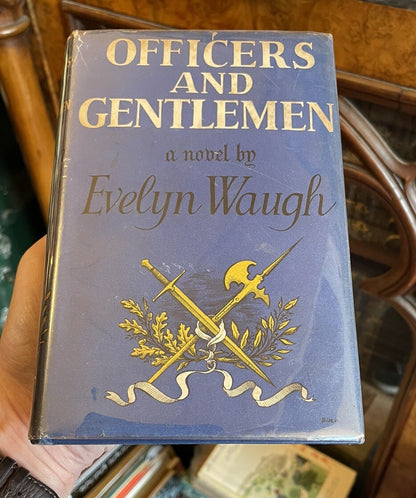 OFFICERS
AND
GENTLEMEN
a novel by
Evelyn Waugh